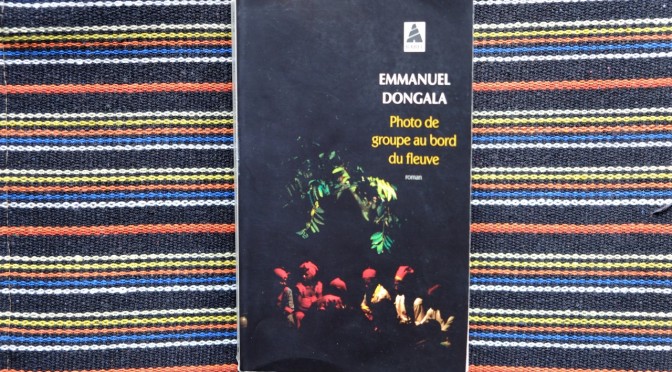 EMMANUEL
DONGALA
Photo de
groupe au bord
du fleuve
roman